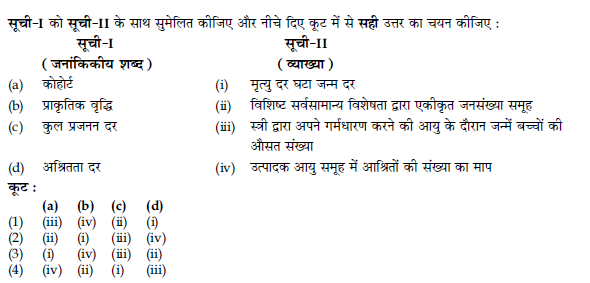 सूची-I को सूची-II के साथ सुमेलित कीजिए और नीचे दिए कूट में से सही उत्तर का चयन कीजिए :
सूची-I सूची-II
( जनांकिकीय शब्द ) ( व्याख्या )
(a) कोहोर्ट (i) मृत्यु दर घटा जन्म दर
(b) प्राकृतिक वृद्धि (ii) विशिष्ट सर्वसामान्य विशेषता द्वारा एकीकृत जनसंख्या समूह
(c) कुल प्रजनन दर (iii) स्त्री द्वारा अपने गर्मधारण करने की आयु के दौरान जन्में बच्चों की
औसत संख्या
(d) अश्रितता दर (iv) उत्पादक आयु समूह में आश्रितों की संख्या का माप
कूट :
(a) (b) (c) (d)
(1) (iii) (iv) (ii) (i)
(2) (ii) (i) (iii) (iv)
(3) (i) (iv) (iii) (ii)
(4) (iv) (ii) (i) (iii)